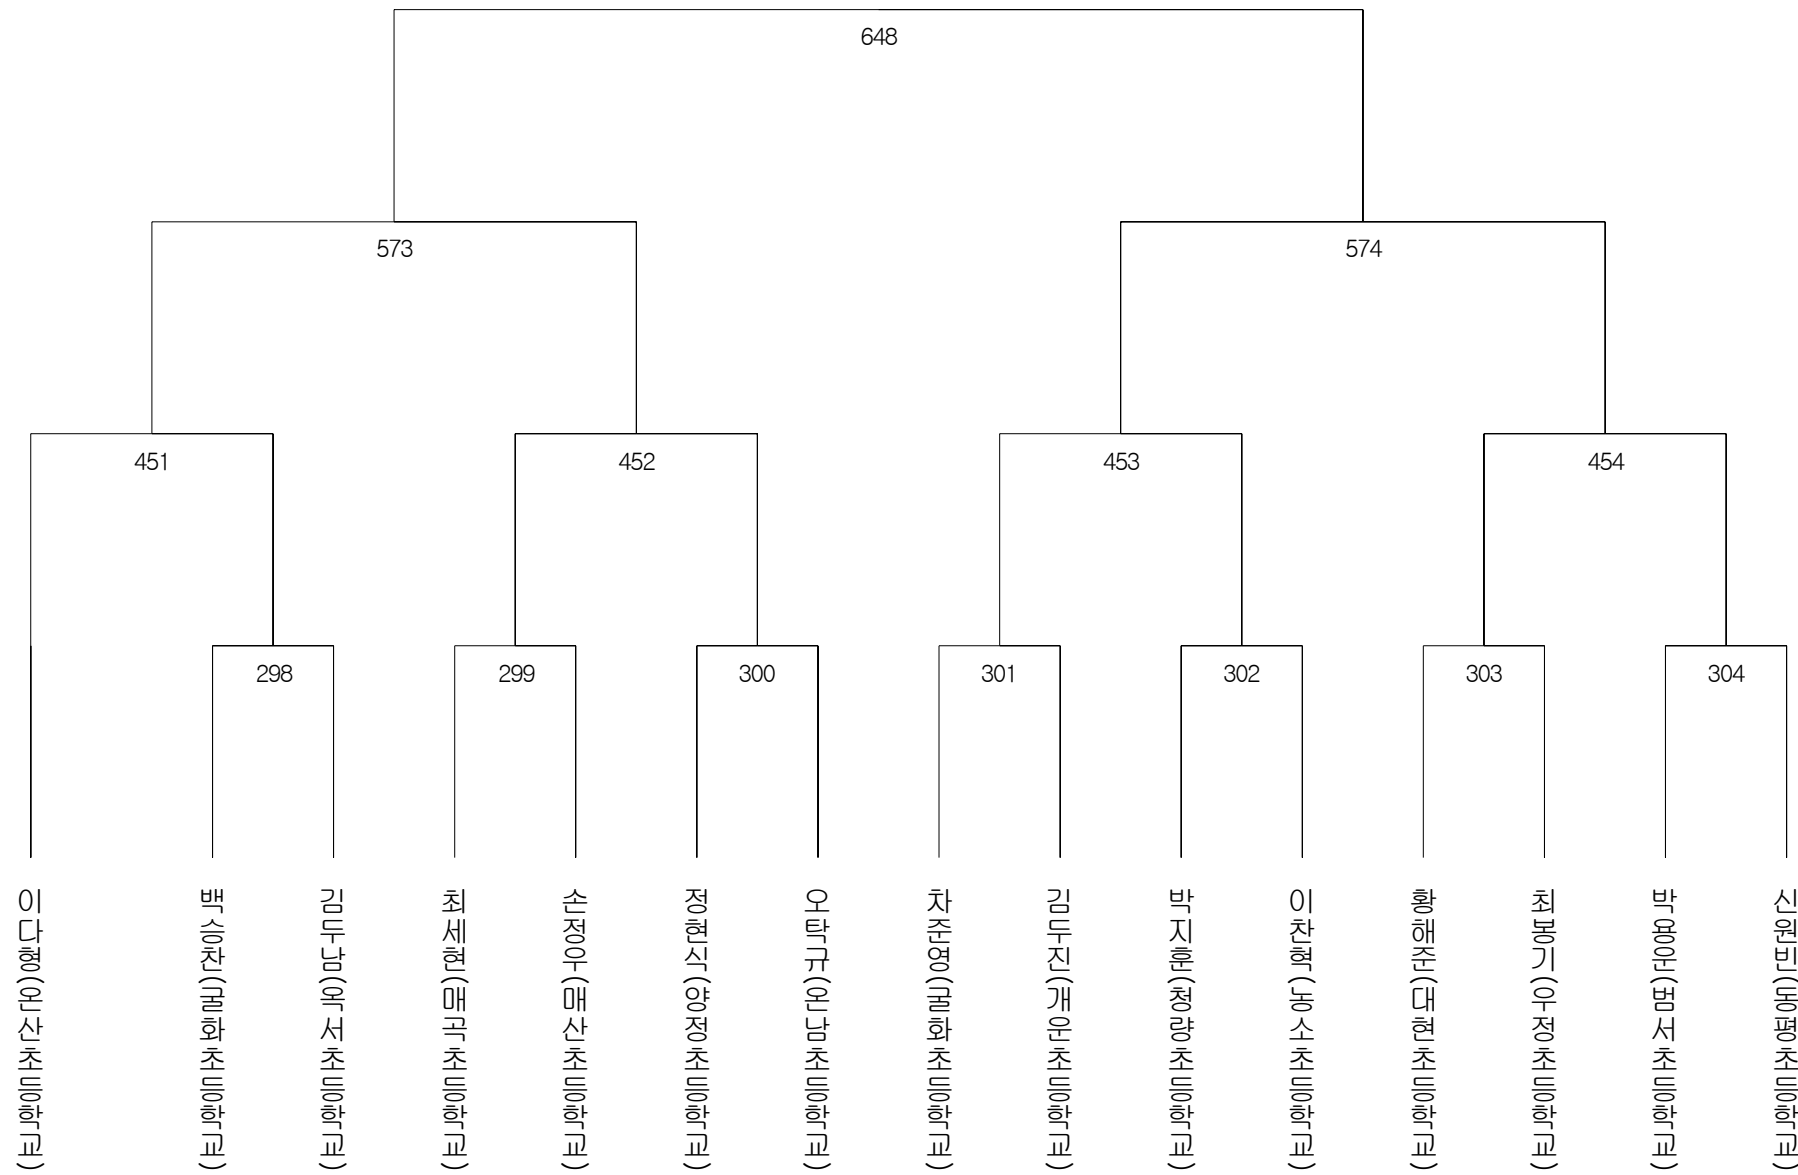 648
573
574
451
452
453
454
298
299
300
301
302
303
304
이다형(온산초등학교)
백승찬(굴화초등학교)
김두남(옥서초등학교)
최세현(매곡초등학교)
손정우(매산초등학교)
정현식(양정초등학교)
오탁규(온남초등학교)
차준영(굴화초등학교)
김두진(개운초등학교)
박지훈(청량초등학교)
이찬혁(농소초등학교)
황해준(대현초등학교)
최봉기(우정초등학교)
박용운(범서초등학교)
신원빈(동평초등학교)